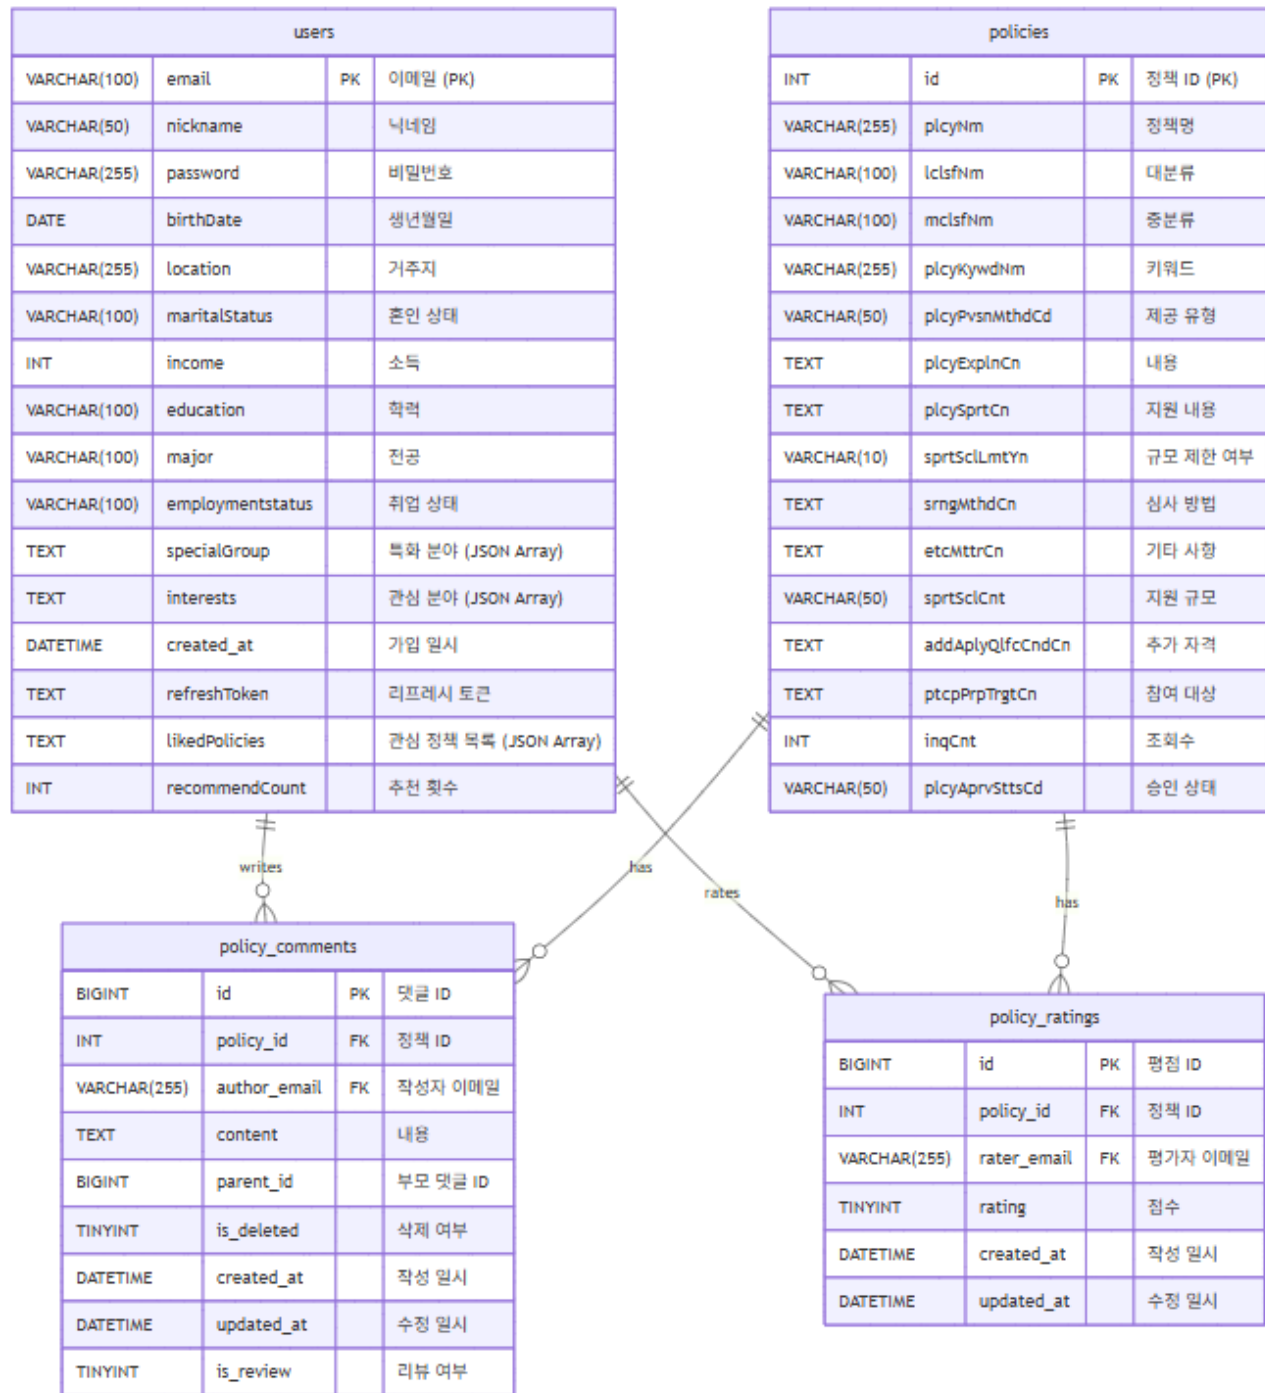 users
VARCHAR(100) email PK 이메일 (PK)
VARCHAR(50) nickname 닉네임
VARCHAR(255) password 비밀번호
DATE birthDate 생년월일
VARCHAR(255) location 거주지
VARCHAR(100) maritalStatus 혼인 상태
INT income 소득
VARCHAR(100) education 학력
VARCHAR(100) major 전공
VARCHAR(100) employmentstatus 취업 상태
TEXT specialGroup 특화 분야 (JSON Array)
TEXT interests 관심 분야 (JSON Array)
DATETIME created_at 가입 일시
TEXT refreshToken 리프레시 토큰
TEXT likedPolicies 관심 정책 목록 (JSON Array)
INT recommendCount 추천 횟수
policies
INT id PK 정책 ID (PK)
VARCHAR(255) plcyNm 정책명
VARCHAR(100) lclsfNm 대분류
VARCHAR(100) mclsfNm 중분류
VARCHAR(255) plcyKywdNm 키워드
VARCHAR(50) plcyPvsnMthdCd 제공 유형
TEXT plcyExplnCn 내용
TEXT plcySprtCn 지원 내용
VARCHAR(10) sprtSclLmtYn 규모 제한 여부
TEXT srngMthdCn 심사 방법
TEXT etcMttrCn 기타 사항
VARCHAR(50) sprtSclCnt 지원 규모
TEXT addAplyQlfcCndCn 추가 자격
TEXT ptcpPrpTrgtCn 참여 대상
INT inqCnt 조회수
VARCHAR(50) plcyAprvSttsCd 승인 상태
writes
has
rates
has
policy_comments
BIGINT id PK 댓글 ID
INT policy_id FK 정책 ID
VARCHAR(255) author_email FK 작성자 이메일
TEXT content 내용
BIGINT parent_id 부모 댓글 ID
TINYINT is_deleted 삭제 여부
DATETIME created_at 작성 일시
DATETIME updated_at 수정 일시
TINYINT is_review 리뷰 여부
policy_ratings
BIGINT id PK 평점 ID
INT policy_id FK 정책 ID
VARCHAR(255) rater_email FK 평가자 이메일
TINYINT rating 점수
DATETIME created_at 작성 일시
DATETIME updated_at 수정 일시